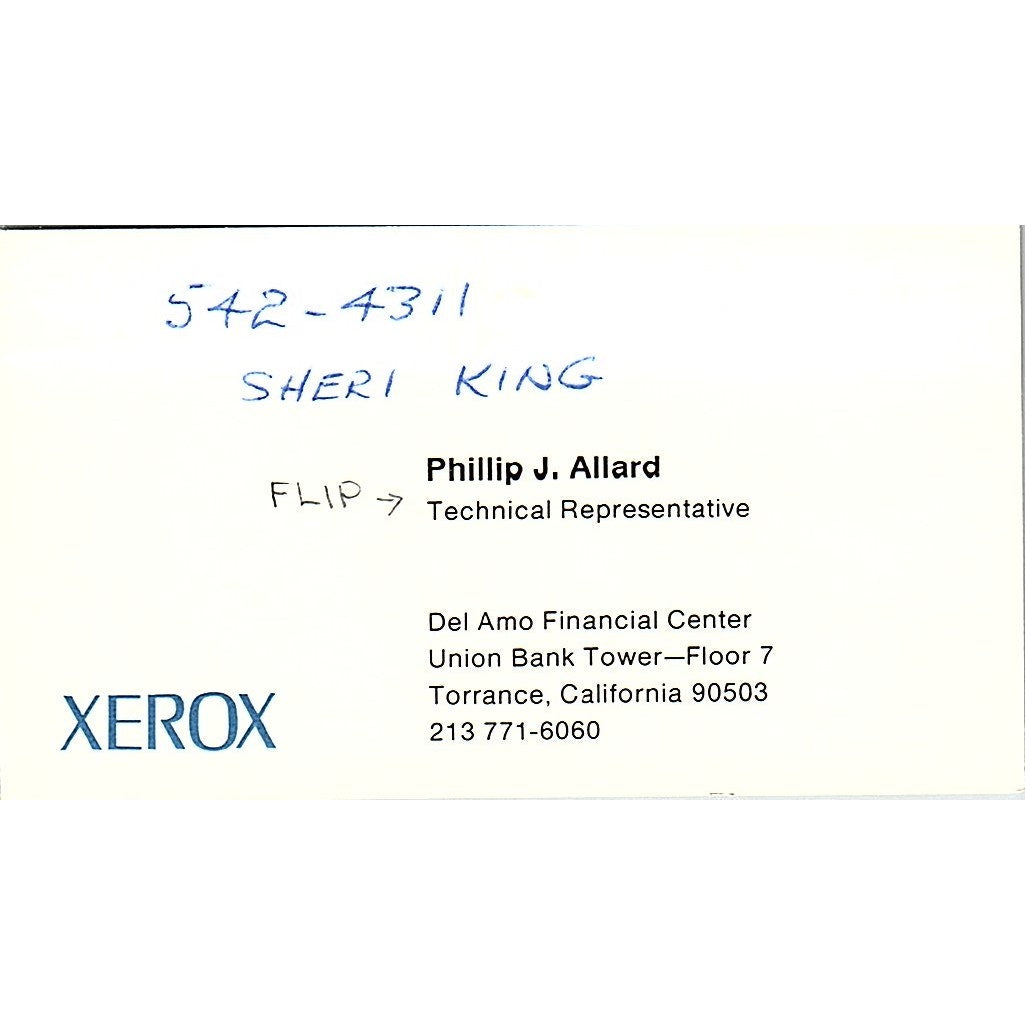 542-4311
SHERI KING
Phillip J. Allard
FLIP → Technical Representative
Del Amo Financial Center
Union Bank Tower—Floor 7
Torrance, California 90503
213 771-6060
XEROX